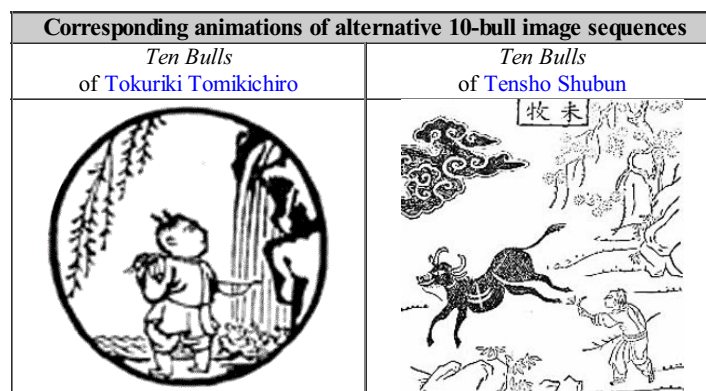 Corresponding animations of alternative 10-bull image sequences
Ten Bulls
of Tokuriki Tomikichiro
Ten Bulls
of Tensho Shubun
牧未